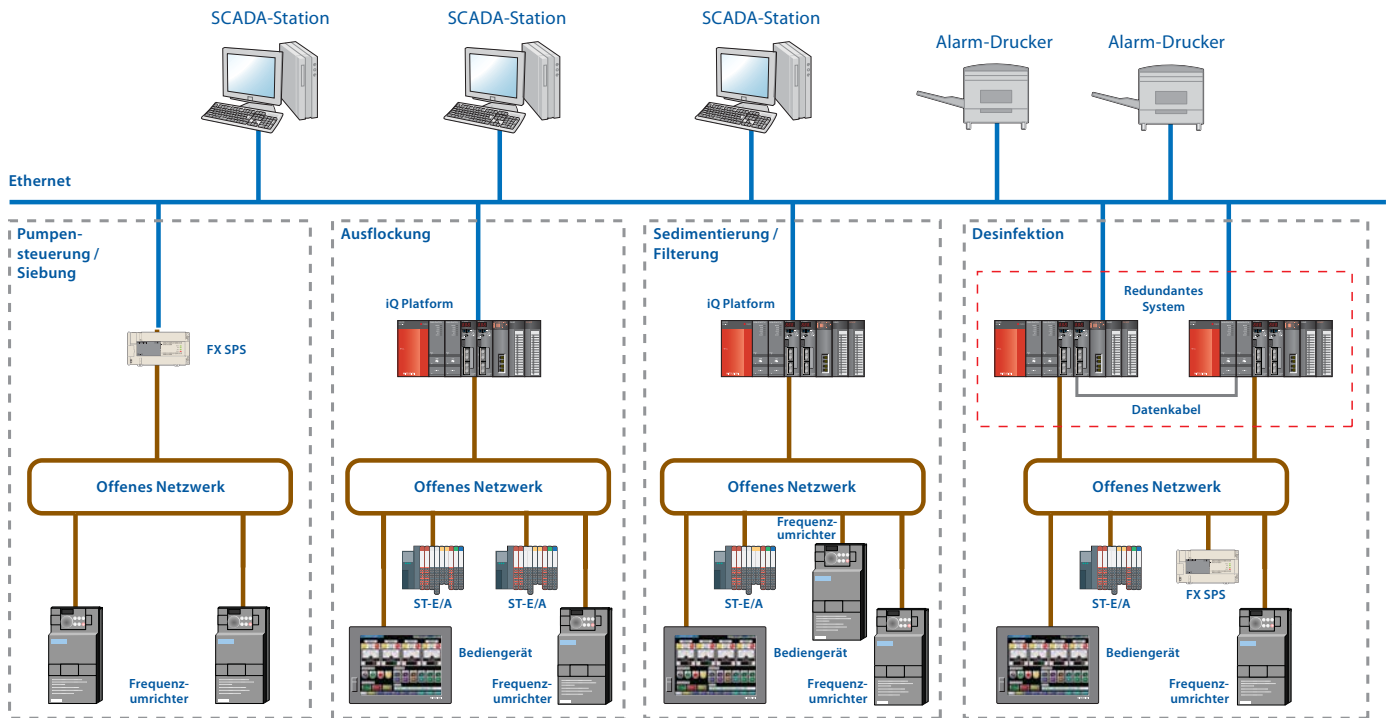 SCADA-Station
SCADA-Station
SCADA-Station
Alarm-Drucker
Alarm-Drucker
Ethernet
Pumpen-
steuerung /
Siebung
FX SPS
Offenes Netzwerk
Frequenz-
umrichter
Ausflockung
iQ Platform
Offenes Netzwerk
ST-E/A
ST-E/A
Bediengerät
Frequenz-
umrichter
Sedimentierung /
Filterung
iQ Platform
Offenes Netzwerk
Frequenz-
umrichter
ST-E/A
Bediengerät
Frequenz-
umrichter
Desinfektion
Redundantes
System
Datenkabel
Offenes Netzwerk
ST-E/A
FX SPS
Bediengerät
Frequenz-
umrichter